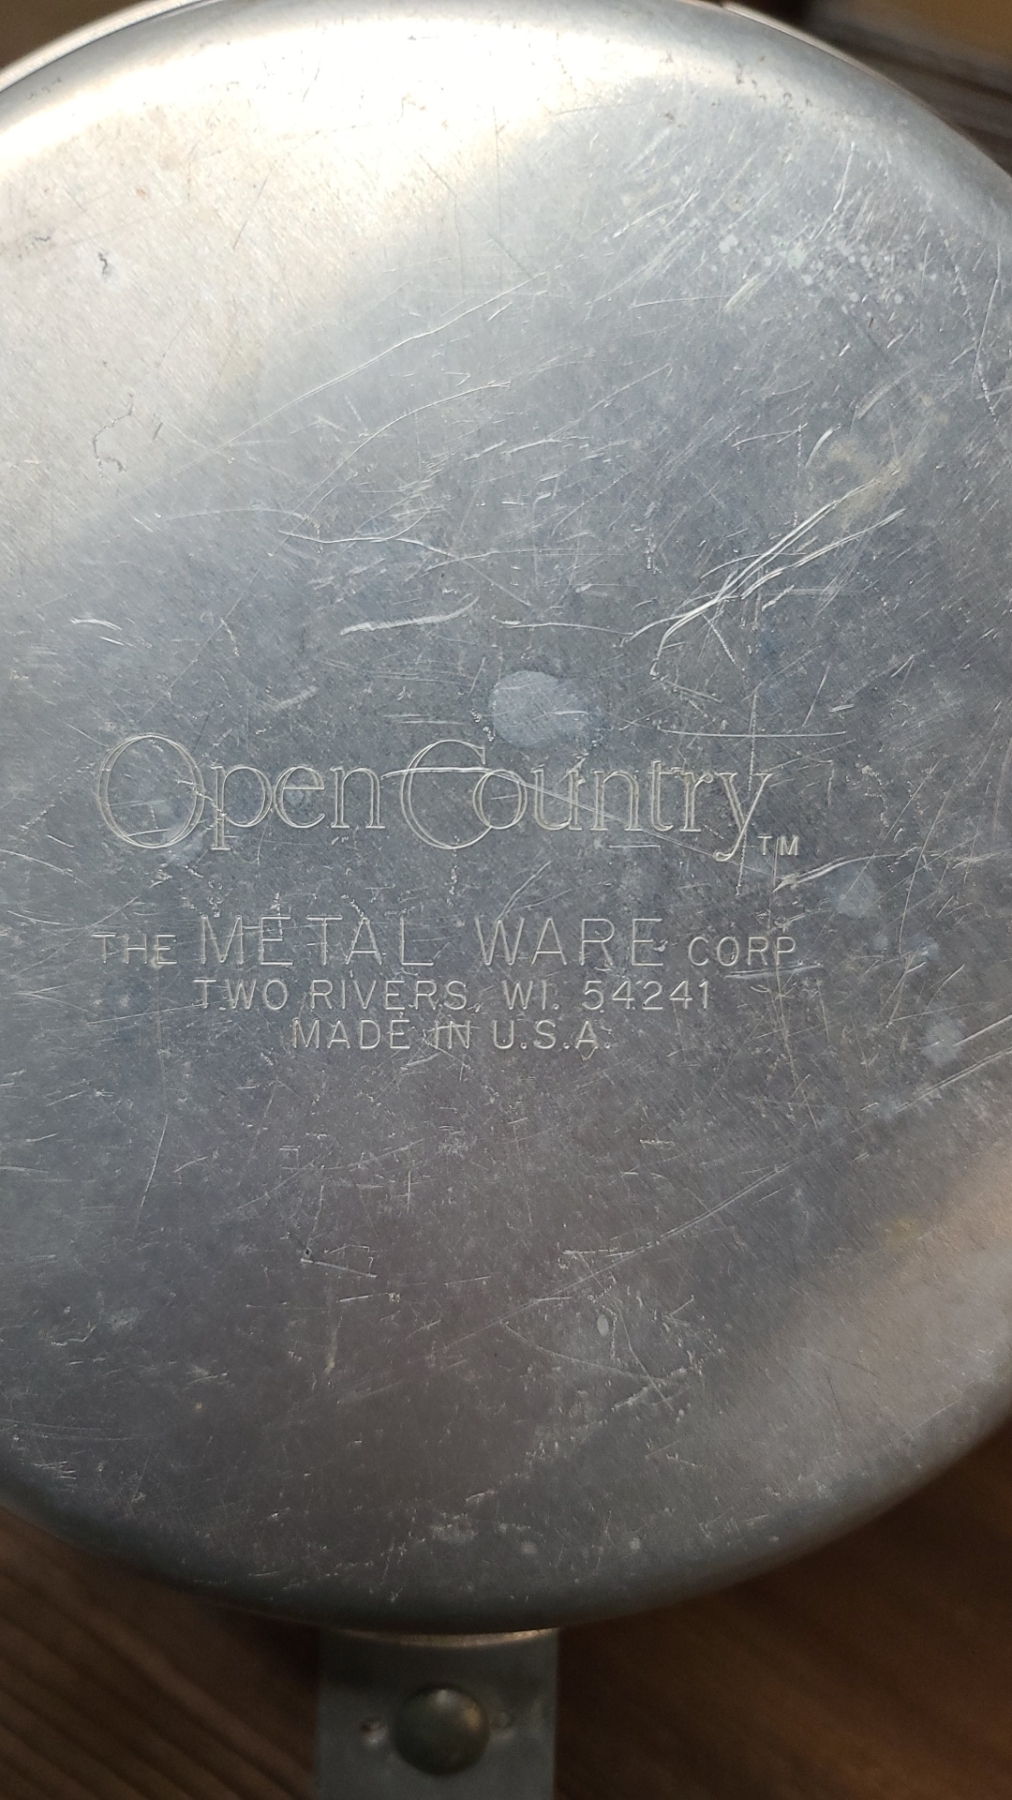 Open Country™
THE METAL WARE CORP.
TWO RIVERS, WI. 54241
MADE IN U.S.A.